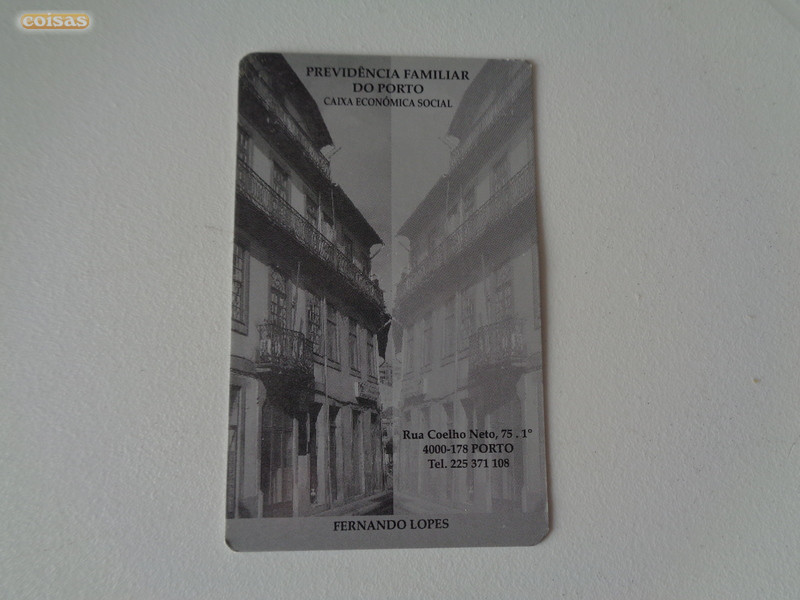 coisas
PREVIDÊNCIA FAMILIAR
DO PORTO
CAIXA ECONÓMICA SOCIAL
Rua Coelho Neto, 75 . 1º
4000-178 PORTO
Tel. 225 371 108
FERNANDO LOPES